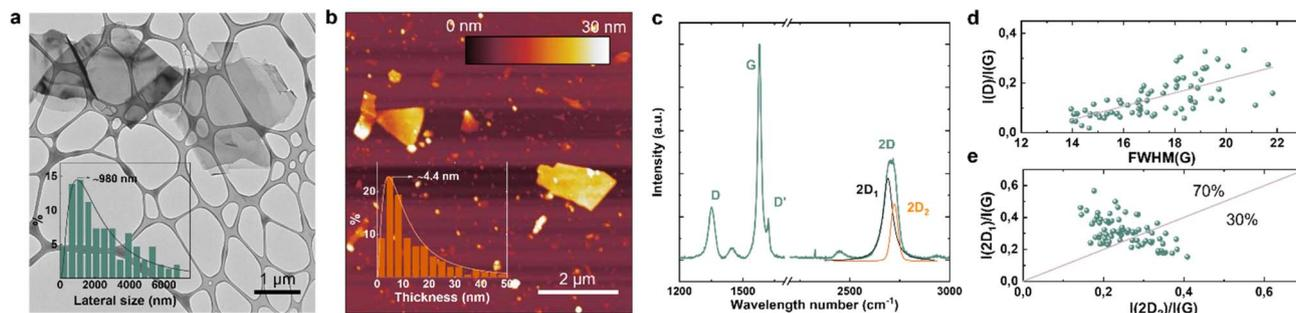 a
15
10
5
%
~980 nm
0 2000 4000 6000
Lateral size (nm)
1 µm
b
0 nm 30 nm
20
10
%
~4.4 nm
0 10 20 30 40 50
Thickness (nm)
2 µm
c
Intensity (a.u.)
D
G
D'
2D
2D₁
2D₂
1200 1500 2500 3000
Wavelength number (cm⁻¹)
d
I(D)/I(G)
0,4
0,2
0,0
12 14 16 18 20 22
FWHM(G)
e
I(2D₁)/I(G)
0,6
0,4
0,2
0,0
70%
30%
0,0 0,2 0,4 0,6
I(2D₂)/I(G)